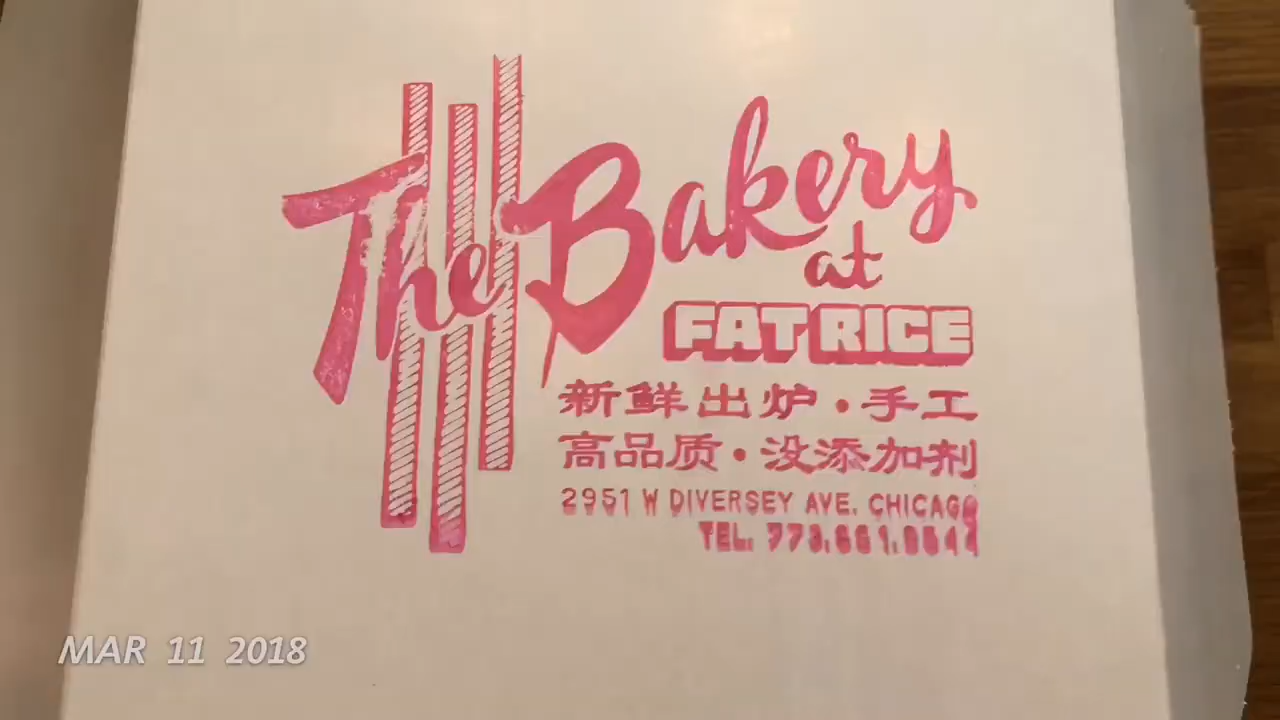 The Bakery
at
FAT RICE
新鲜出炉·手工
高品质·没添加剂
2951 W DIVERSEY AVE. CHICAGO
TEL.
MAR 11 2018